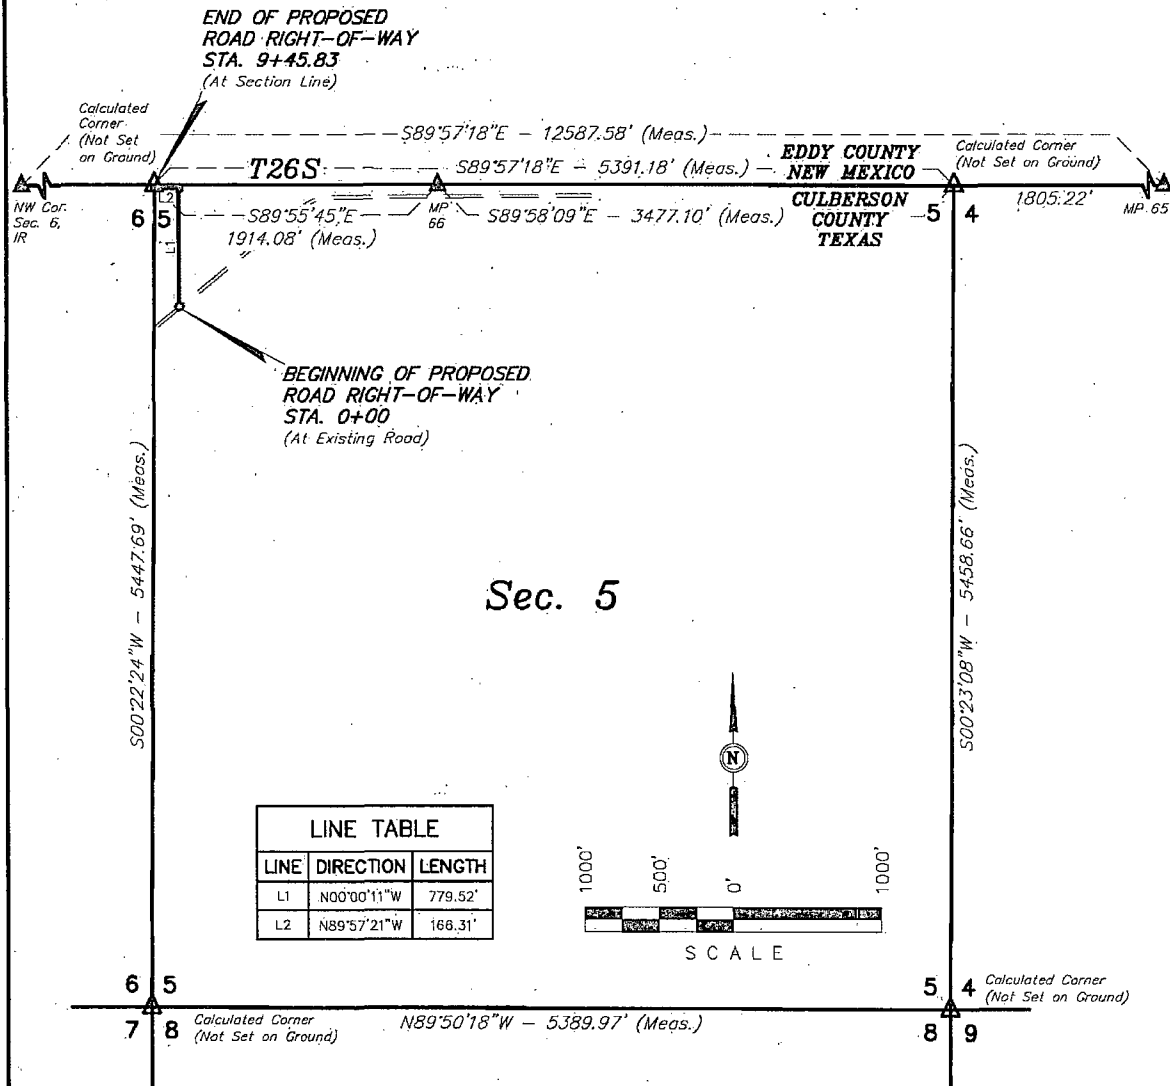 END OF PROPOSED
ROAD RIGHT-OF-WAY
STA. 9+45.83
(At Section Line)
Calculated
Corner
(Not Set
on Ground)
S89°57'18"E - 12587.58' (Meas.)
T26S
S89°57'18"E - 5391.18' (Meas.)
EDDY COUNTY
NEW MEXICO
Calculated Corner
(Not Set on Ground)
NW Cor.
Sec. 6,
IR
6 5
L2
L1
S89°55'45"E
1914.08' (Meas.)
MP
66
S89°58'09"E - 3477.10' (Meas.)
CULBERSON
COUNTY
TEXAS
5 4
1805.22'
MP 65
BEGINNING OF PROPOSED
ROAD RIGHT-OF-WAY
STA. 0+00
(At Existing Road)
S00°22'24"W - 5447.69' (Meas.)
S00°23'08"W - 5458.66' (Meas.)
Sec. 5
N
LINE TABLE
LINE DIRECTION LENGTH
L1 N00°00'11"W 779.52'
L2 N89°57'21"W 166.31'
1000' 500' 0' 1000'
SCALE
6 5
7 8
Calculated Corner
(Not Set on Ground)
N89°50'18"W - 5389.97' (Meas.)
5 4
8 9
Calculated Corner
(Not Set on Ground)